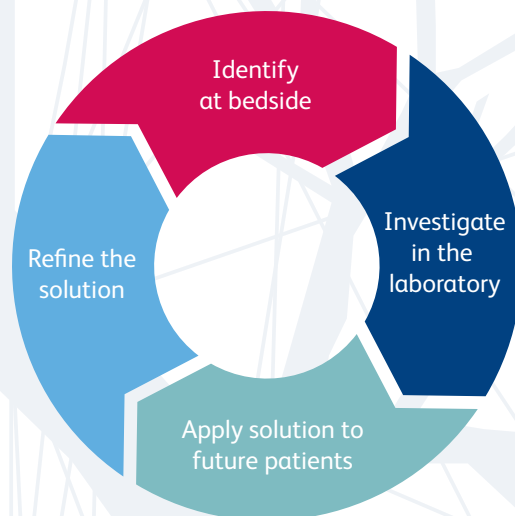 Identify
at bedside
Investigate
in the
laboratory
Apply solution to
future patients
Refine the
solution